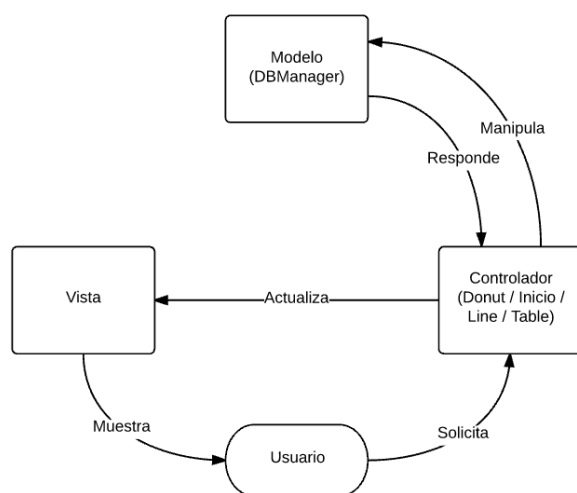 Modelo
(DBManager)
Manipula
Responde
Vista
Actualiza
Controlador
(Donut / Inicio /
Line / Table)
Muestra
Usuario
Solicita